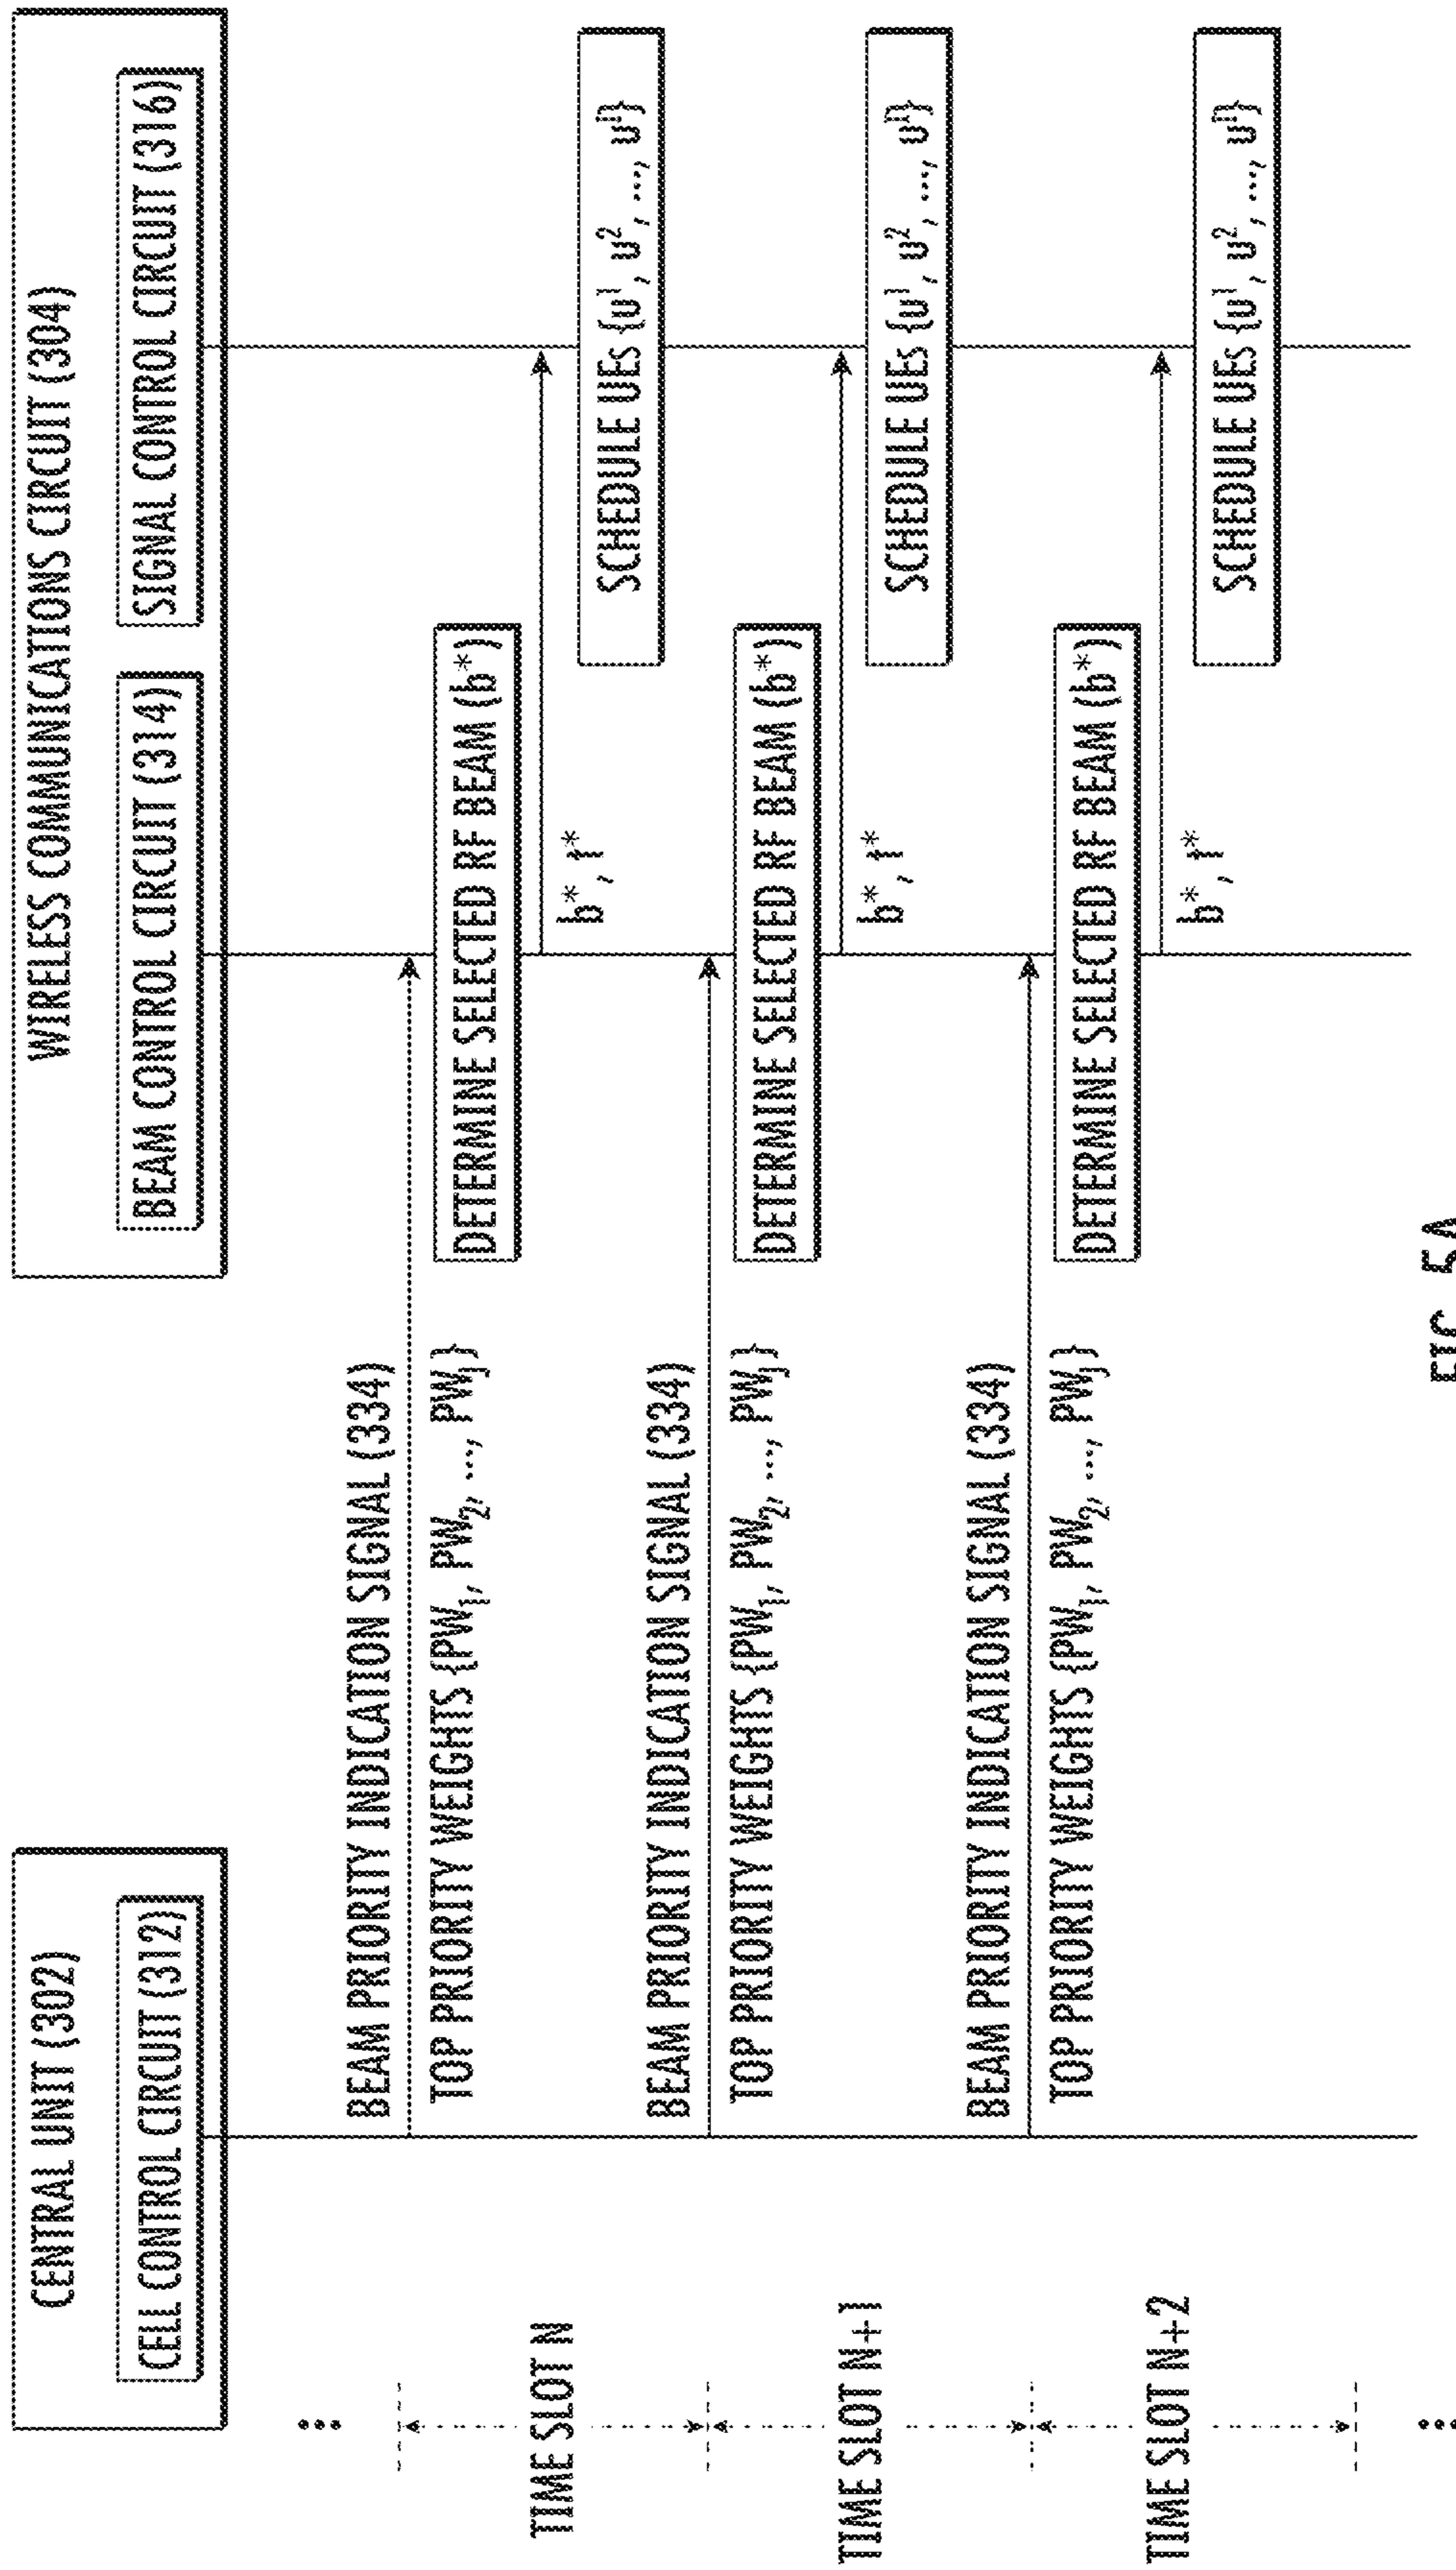 CENTRAL UNIT (302)
CELL CONTROL CIRCUIT (312)
WIRELESS COMMUNICATIONS CIRCUIT (304)
BEAM CONTROL CIRCUIT (314)
SIGNAL CONTROL CIRCUIT (316)
TIME SLOT N
BEAM PRIORITY INDICATION SIGNAL (334)
TOP PRIORITY WEIGHTS {PW1, PW2, ..., PWJ}
DETERMINE SELECTED RF BEAM (b*)
b*, f*
SCHEDULE UEs {u¹, u², ..., uᴵ}
TIME SLOT N+1
BEAM PRIORITY INDICATION SIGNAL (334)
TOP PRIORITY WEIGHTS {PW1, PW2, ..., PWJ}
DETERMINE SELECTED RF BEAM (b*)
b*, f*
SCHEDULE UEs {u¹, u², ..., uᴵ}
TIME SLOT N+2
BEAM PRIORITY INDICATION SIGNAL (334)
TOP PRIORITY WEIGHTS {PW1, PW2, ..., PWJ}
DETERMINE SELECTED RF BEAM (b*)
b*, f*
SCHEDULE UEs {u¹, u², ..., uᴵ}
FIG. 5A